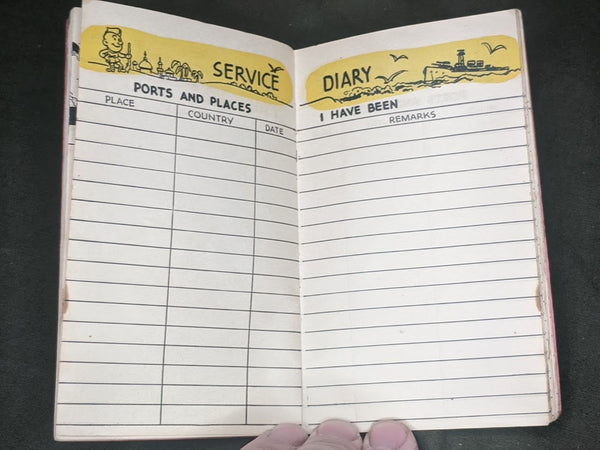 SERVICE DIARY
PORTS AND PLACES I HAVE BEEN
PLACE COUNTRY DATE REMARKS